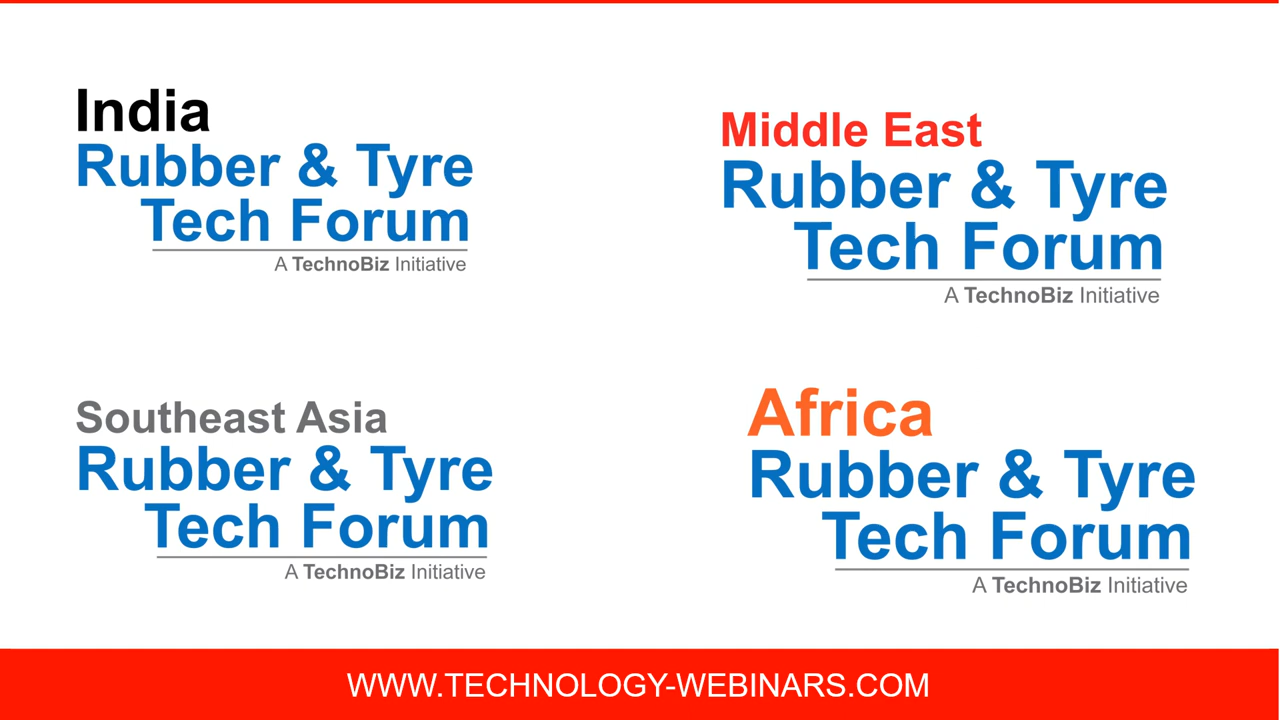 India
Rubber & Tyre
Tech Forum
A TechnoBiz Initiative
Middle East
Rubber & Tyre
Tech Forum
A TechnoBiz Initiative
Southeast Asia
Rubber & Tyre
Tech Forum
A TechnoBiz Initiative
Africa
Rubber & Tyre
Tech Forum
A TechnoBiz Initiative
WWW.TECHNOLOGY-WEBINARS.COM